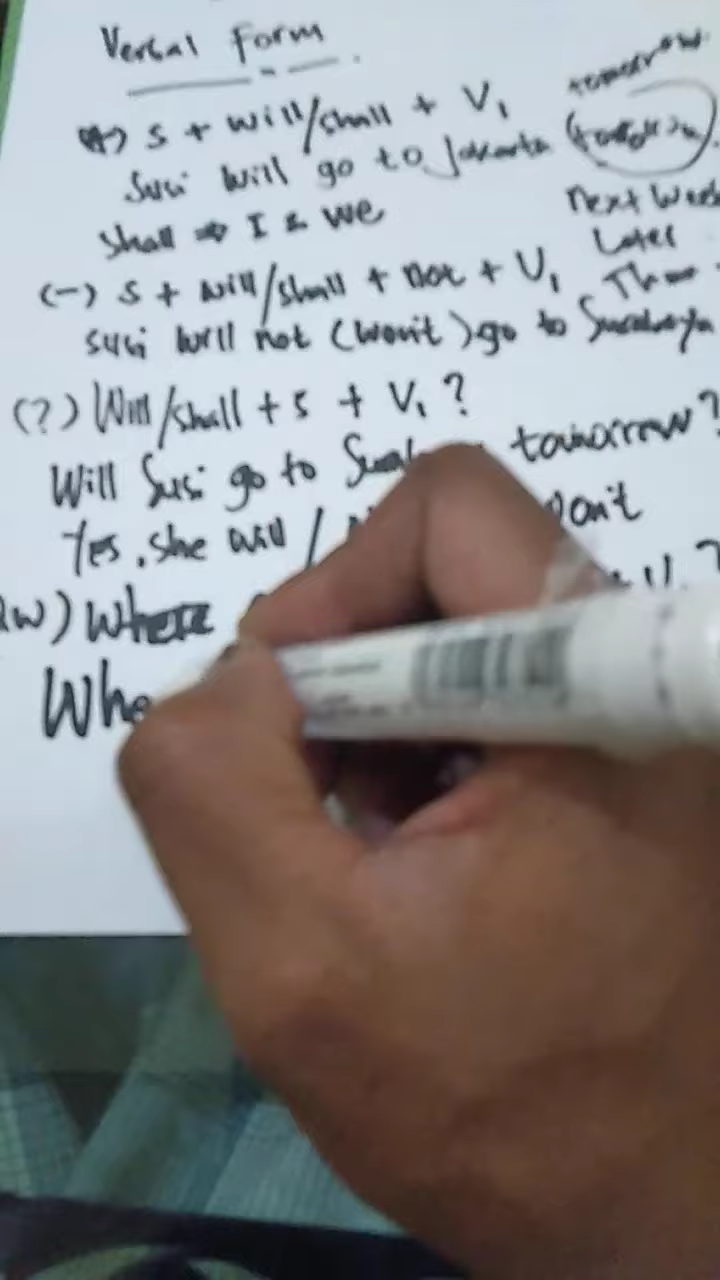 Verbal Form
tomorrow
(+) S + will/shall + V1
Susi will go to Jakarta
Shall ⇒ I & we
next week
Later
(-) S + will/shall + not + V1
Susi will not (won't) go to Surabaya
(?) Will/shall + S + V1 ?
Will Susi go to tomorrow?
Yes, she will /
W) Where V ?
Whe